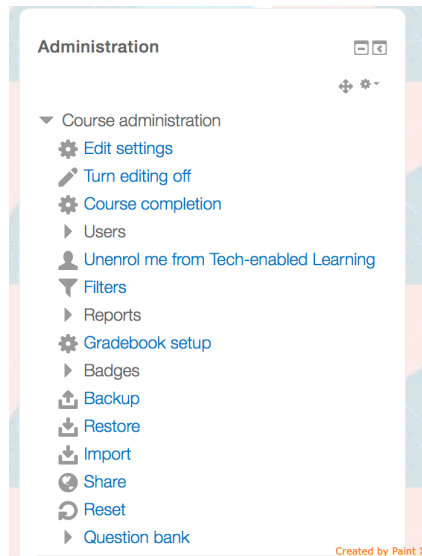 Administration
Course administration
Edit settings
Turn editing off
Course completion
Users
Unenrol me from Tech-enabled Learning
Filters
Reports
Gradebook setup
Badges
Backup
Restore
Import
Share
Reset
Question bank
Created by Paint X